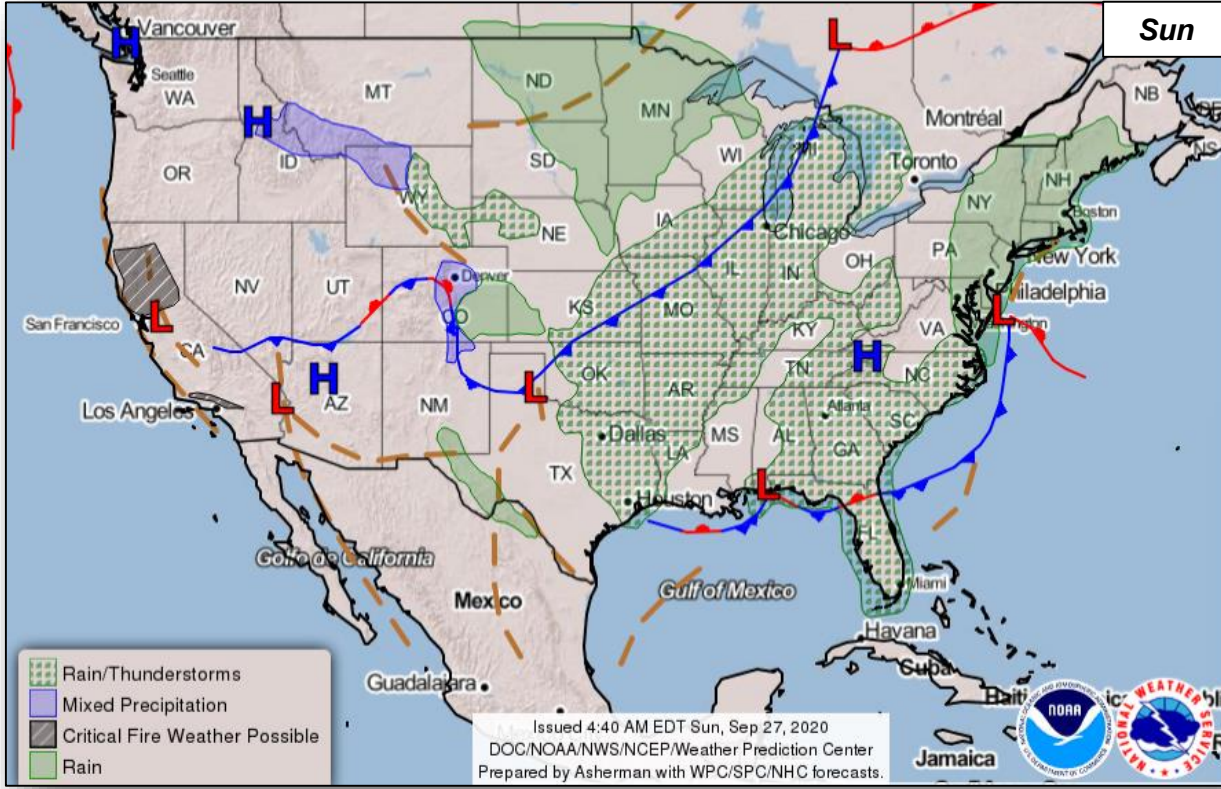 Sun
Vancouver
H
Seattle
WA
MT
ND
MN
L
Montréal
NB
NS
H
ID
OR
SD
WI
MI
Toronto
NH
WY
NY
Boston
IA
Chicago
NE
PA
New York
OH
IL
IN
NV
UT
Denver
CO
KS
MO
VA
Philadelphia
L
San Francisco
L
CA
KY
H
AZ
H
L
OK
AR
TN
NC
Los Angeles
L
NM
Atlanta
SC
Dallas
MS
AL
GA
LA
TX
Houston
L
FL
Golfo de California
Mexico
Gulf of Mexico
Miami
Havana
Cuba
Guadalajara
Jamaica
Rain/Thunderstorms
Mixed Precipitation
Critical Fire Weather Possible
Rain
Issued 4:40 AM EDT Sun, Sep 27, 2020
DOC/NOAA/NWS/NCEP/Weather Prediction Center
Prepared by Asherman with WPC/SPC/NHC forecasts.
NOAA
NATIONAL WEATHER SERVICE